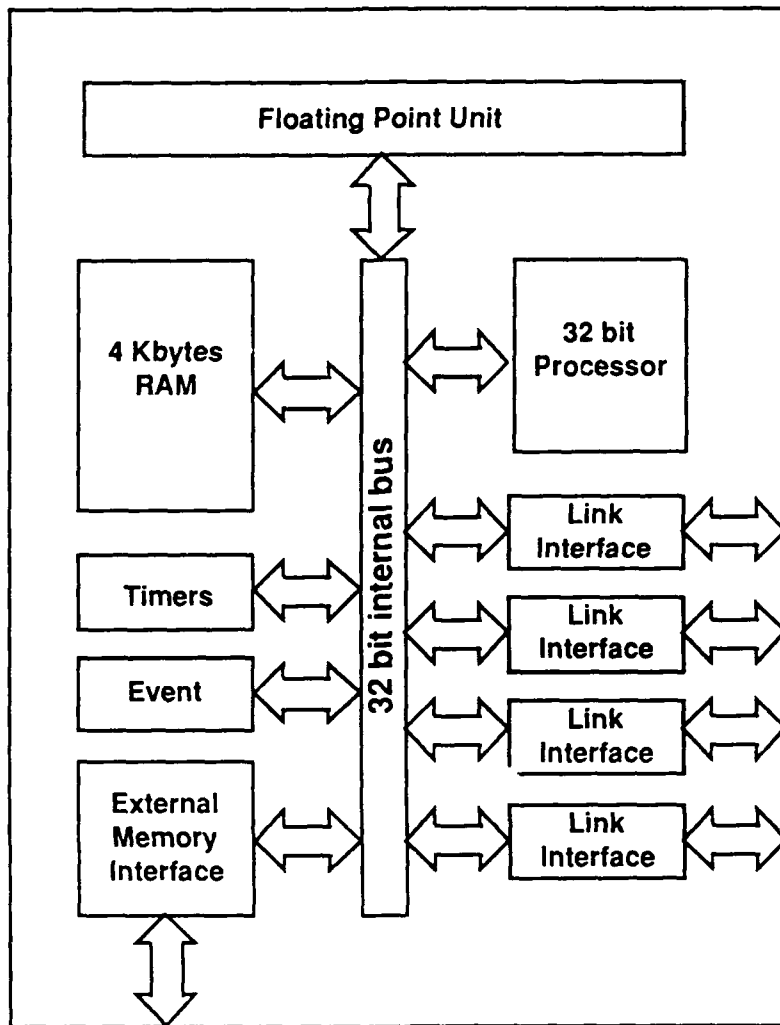 Floating Point Unit
4 Kbytes
RAM
32 bit
Processor
32 bit internal bus
Link
Interface
Timers
Link
Interface
Event
Link
Interface
External
Memory
Interface
Link
Interface